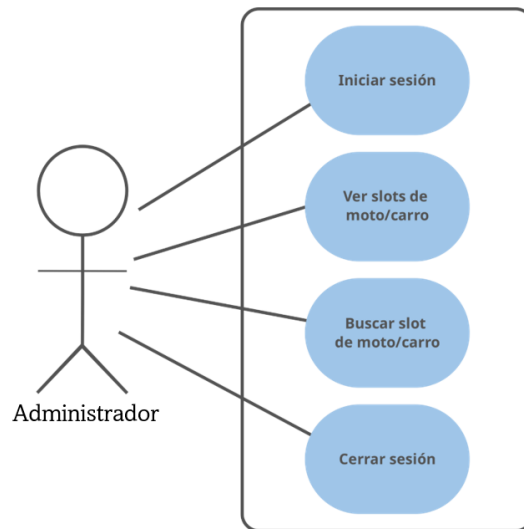 Iniciar sesión
Ver slots de
moto/carro
Buscar slot
de moto/carro
Administrador
Cerrar sesión